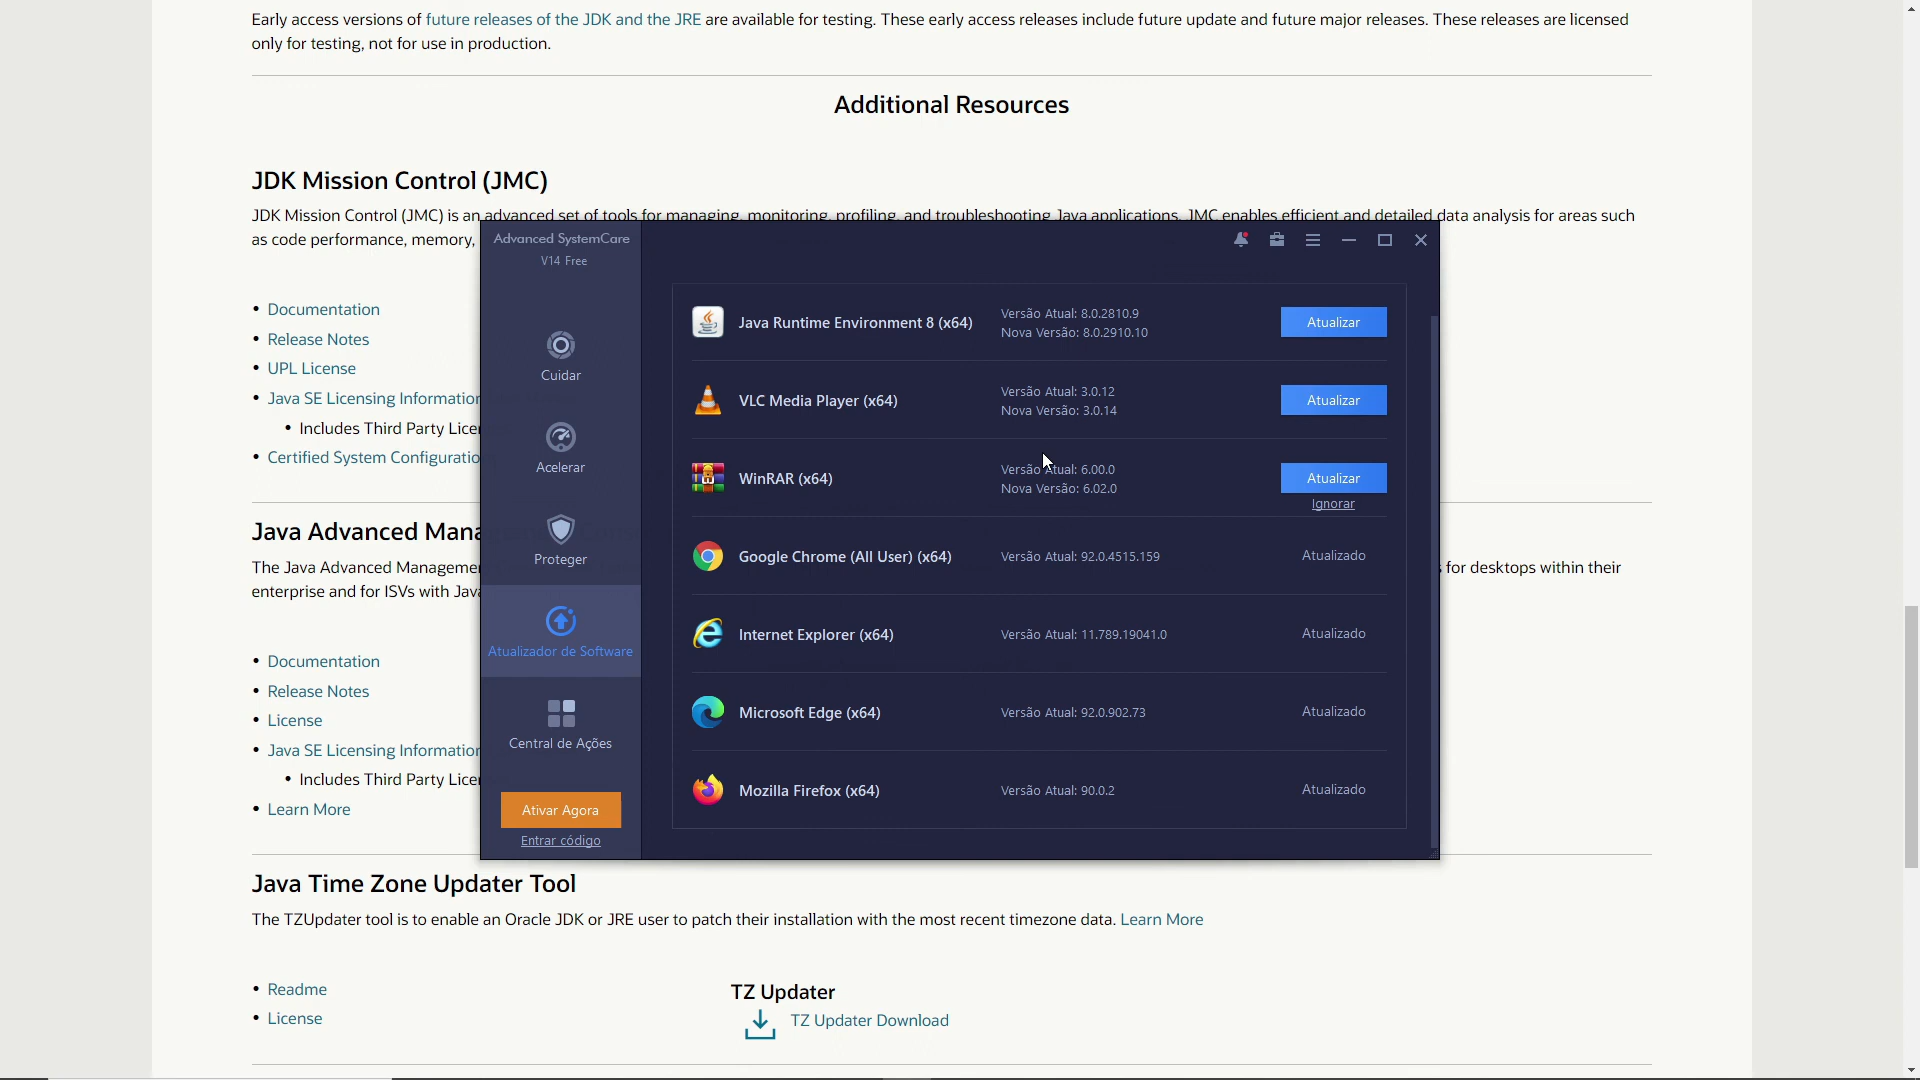 Early access versions of future releases of the JDK and the JRE are available for testing. These early access releases include future update and future major releases. These releases are licensed
only for testing, not for use in production.
Additional Resources
JDK Mission Control (JMC)
JDK Mission Control (JMC) is an advanced set of tools for managing, monitoring, profiling, and troubleshooting Java applications. JMC enables efficient and detailed data analysis for areas such
as code performance, memory,
• Documentation
• Release Notes
• UPL License
• Java SE Licensing Information
• Includes Third Party
• Certified System
Java Advanced
The Java Advanced
for desktops within their
enterprise and for ISVs with
• Documentation
• Release Notes
• License
• Java SE Licensing Information
• Includes Third Party
• Learn More
Java Time Zone Updater Tool
The TZUpdater tool is to enable an Oracle JDK or JRE user to patch their installation with the most recent timezone data. Learn More
• Readme
• License
TZ Updater
TZ Updater Download
Advanced SystemCare
V14 Free
Cuidar
Acelerar
Proteger
Atualizador de Software
Central de Ações
Ativar Agora
Entrar código
Java Runtime Environment 8 (x64)
Versão Atual: 8.0.2810.9
Nova Versão: 8.0.2910.10
Atualizar
VLC Media Player (x64)
Versão Atual: 3.0.12
Nova Versão: 3.0.14
Atualizar
WinRAR (x64)
Versão Atual: 6.00.0
Nova Versão: 6.02.0
Atualizar
Ignorar
Google Chrome (All User) (x64)
Versão Atual: 92.0.4515.159
Atualizado
Internet Explorer (x64)
Versão Atual: 11.789.19041.0
Atualizado
Microsoft Edge (x64)
Versão Atual: 92.0.902.73
Atualizado
Mozilla Firefox (x64)
Versão Atual: 90.0.2
Atualizado